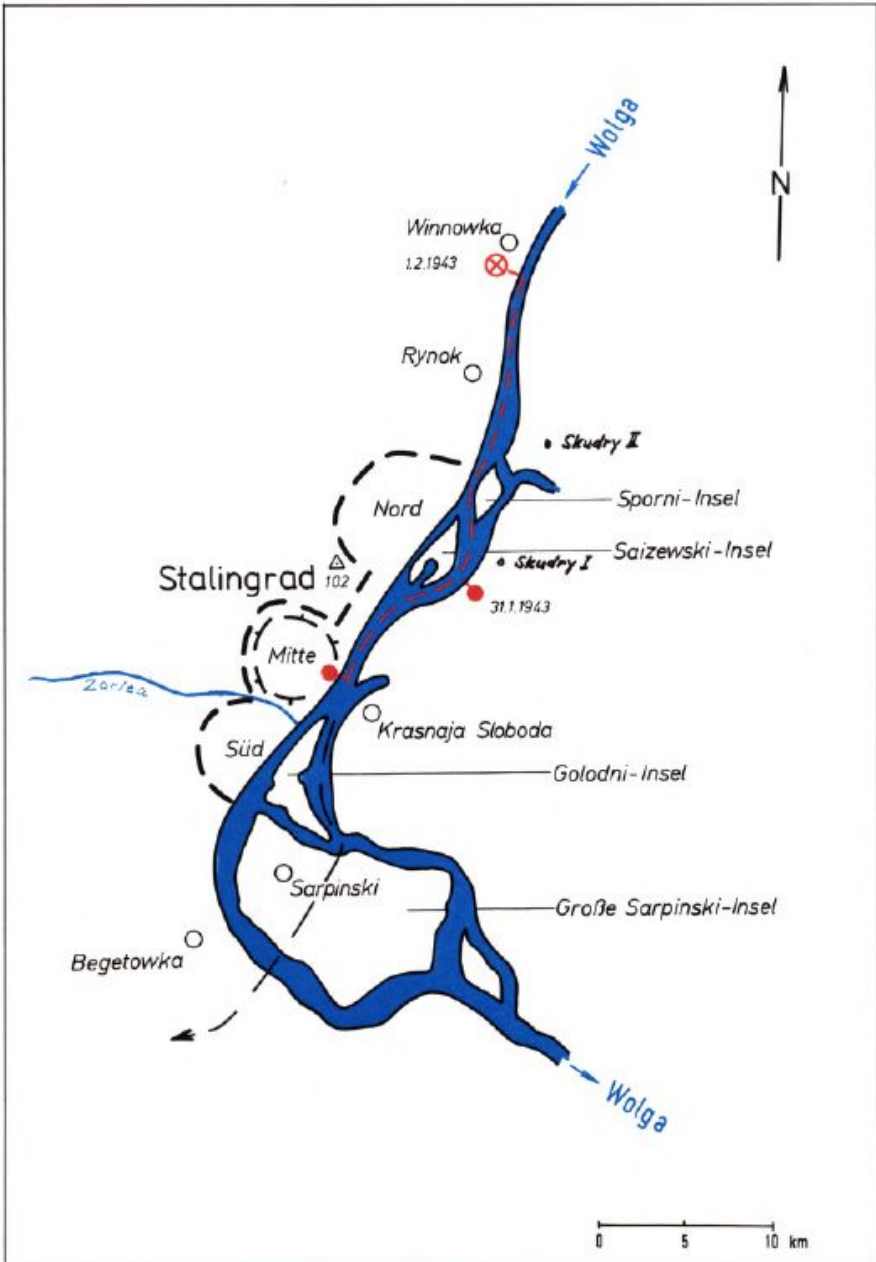 Wolga
N
Winnowka
1.2.1943
Rynok
Skudry II
Nord
Sporni-Insel
Saizewski-Insel
Skudry I
Stalingrad
102
31.1.1943
Mitte
Zariza
Krasnaja Sloboda
Süd
Golodni-Insel
Sarpinski
Große Sarpinski-Insel
Begetowka
Wolga
0 5 10 km